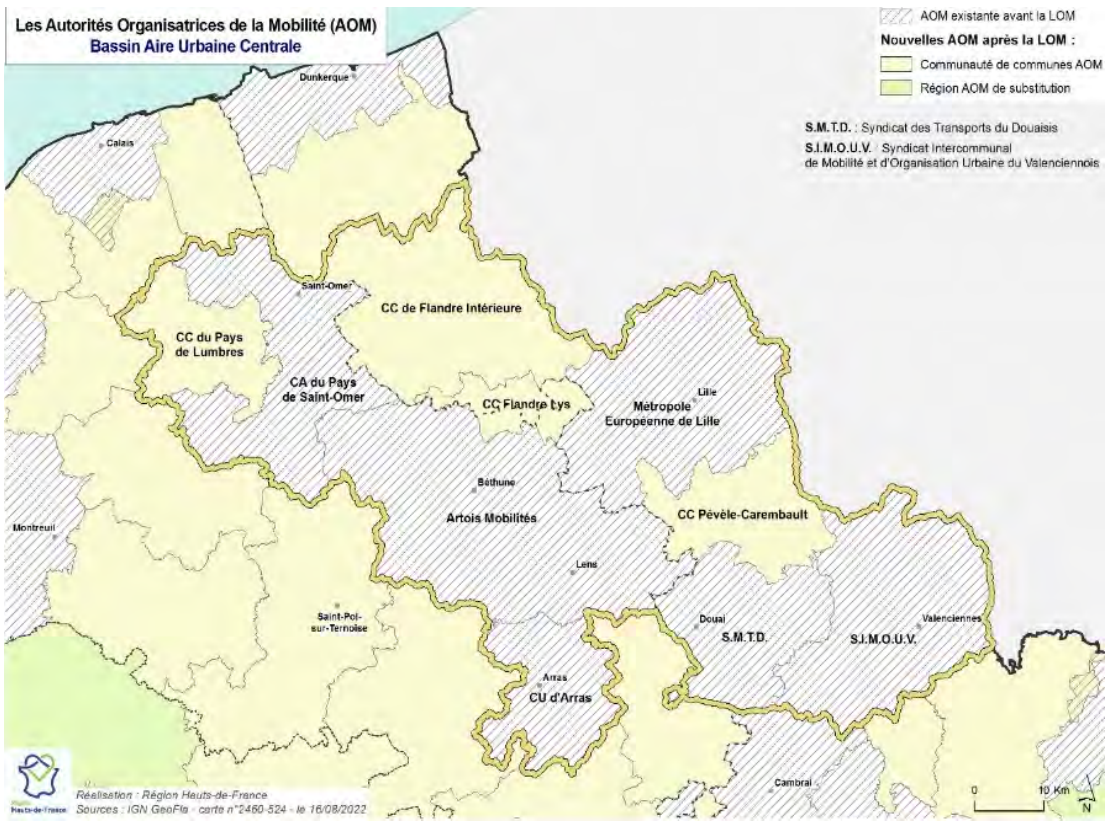 Les Autorités Organisatrices de la Mobilité (AOM)
Bassin Aire Urbaine Centrale
AOM existante avant la LOM
Nouvelles AOM après la LOM :
Communauté de communes AOM
Région AOM de substitution
S.M.T.D. : Syndicat des Transports du Douaisis
S.I.M.O.U.V. : Syndicat Intercommunal
de Mobilité et d'Organisation Urbaine du Valenciennois
Dunkerque
Calais
Saint-Omer
CC de Flandre Intérieure
CC du Pays
de Lumbres
CA du Pays
de Saint-Omer
CC Flandre Lys
Lille
Métropole
Européenne de Lille
Béthune
Artois Mobilités
CC Pévèle-Carembault
Montreuil
Lens
Saint-Pol-
sur-Ternoise
Douai
S.M.T.D.
Valenciennes
S.I.M.O.U.V.
Arras
CU d'Arras
Cambrai
0 10 Km
N
Région
Hauts-de-France
Réalisation : Région Hauts-de-France
Sources : IGN GeoFla - carte n°2460-524 - le 16/08/2022